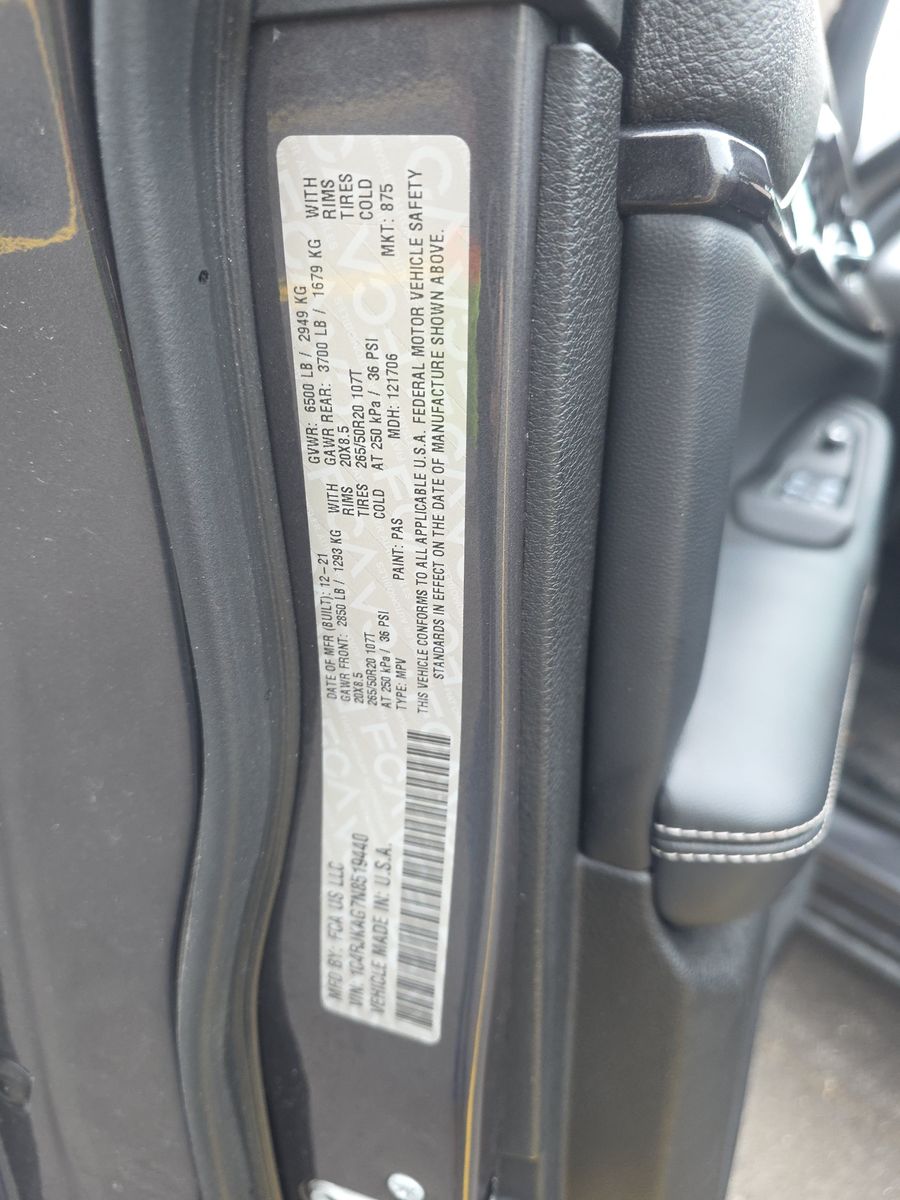 MFD BY: FCA US LLC
DATE OF MFR (BUILT): 12-21
GVWR: 6500 LB / 2949 KG
GAWR FRONT: 2850 LB / 1293 KG
WITH
GAWR REAR: 3700 LB / 1679 KG
WITH
20X8.5
RIMS
20X8.5
RIMS
265/50R20 107T
TIRES
265/50R20 107T
TIRES
AT 250 kPa / 36 PSI
COLD
AT 250 kPa / 36 PSI
COLD
VIN: 1C4RJKAG7N8519440
TYPE: MPV
PAINT: PAS
MDH: 121706
MKT: 875
VEHICLE MADE IN: U.S.A.
THIS VEHICLE CONFORMS TO ALL APPLICABLE U.S.A. FEDERAL MOTOR VEHICLE SAFETY
STANDARDS IN EFFECT ON THE DATE OF MANUFACTURE SHOWN ABOVE.